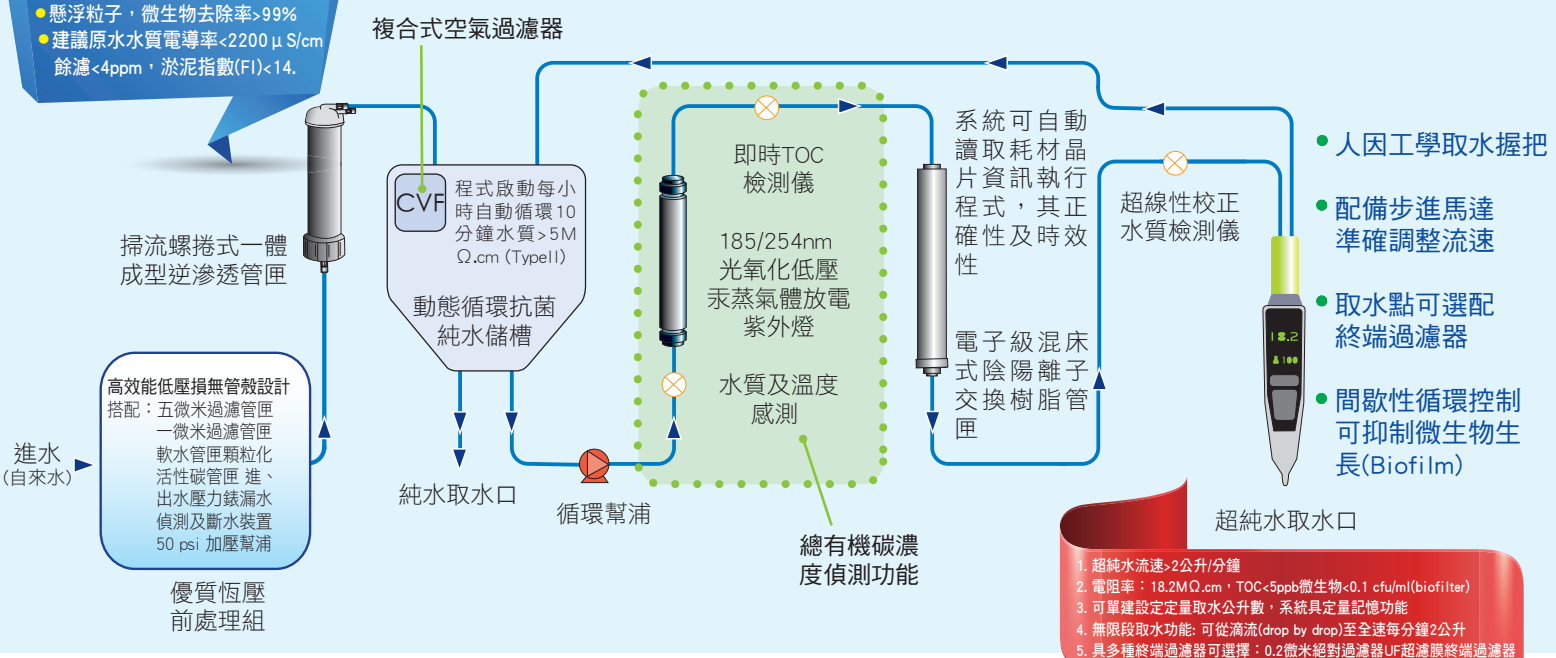 ●懸浮粒子，微生物去除率>99%
●建議原水水質電導率<2200μS/cm
餘濾<4ppm，淤泥指數(FI)<14.
複合式空氣過濾器
掃流螺捲式一體
成型逆滲透管匣
CVF
程式啟動每小
時自動循環10
分鐘水質>5M
Ω.cm (TypeII)
動態循環抗菌
純水儲槽
即時TOC
檢測儀
185/254nm
光氧化低壓
汞蒸氣體放電
紫外燈
水質及溫度
感測
系統可自動
讀取耗材晶
片資訊執行
程式，其正
確性及時效
性
電子級混床
式陰陽離子
交換樹脂管
匣
超線性校正
水質檢測儀
18.2
100
• 人因工學取水握把
• 配備步進馬達
準確調整流速
• 取水點可選配
終端過濾器
• 間歇性循環控制
可抑制微生物生
長(Biofilm)
進水
(自來水)
高效能低壓損無管殼設計
搭配：五微米過濾管匣
一微米過濾管匣
軟水管匣顆粒化
活性碳管匣 進、
出水壓力錶漏水
偵測及斷水裝置
50 psi 加壓幫浦
優質恆壓
前處理組
純水取水口
循環幫浦
總有機碳濃
度偵測功能
超純水取水口
1. 超純水流速>2公升/分鐘
2. 電阻率：18.2MΩ.cm，TOC<5ppb微生物<0.1 cfu/ml(biofilter)
3. 可單建設定定量取水公升數，系統具定量記憶功能
4. 無限段取水功能: 可從滴流(drop by drop)至全速每分鐘2公升
5. 具多種終端過濾器可選擇：0.2微米絕對過濾器UF超濾膜終端過濾器